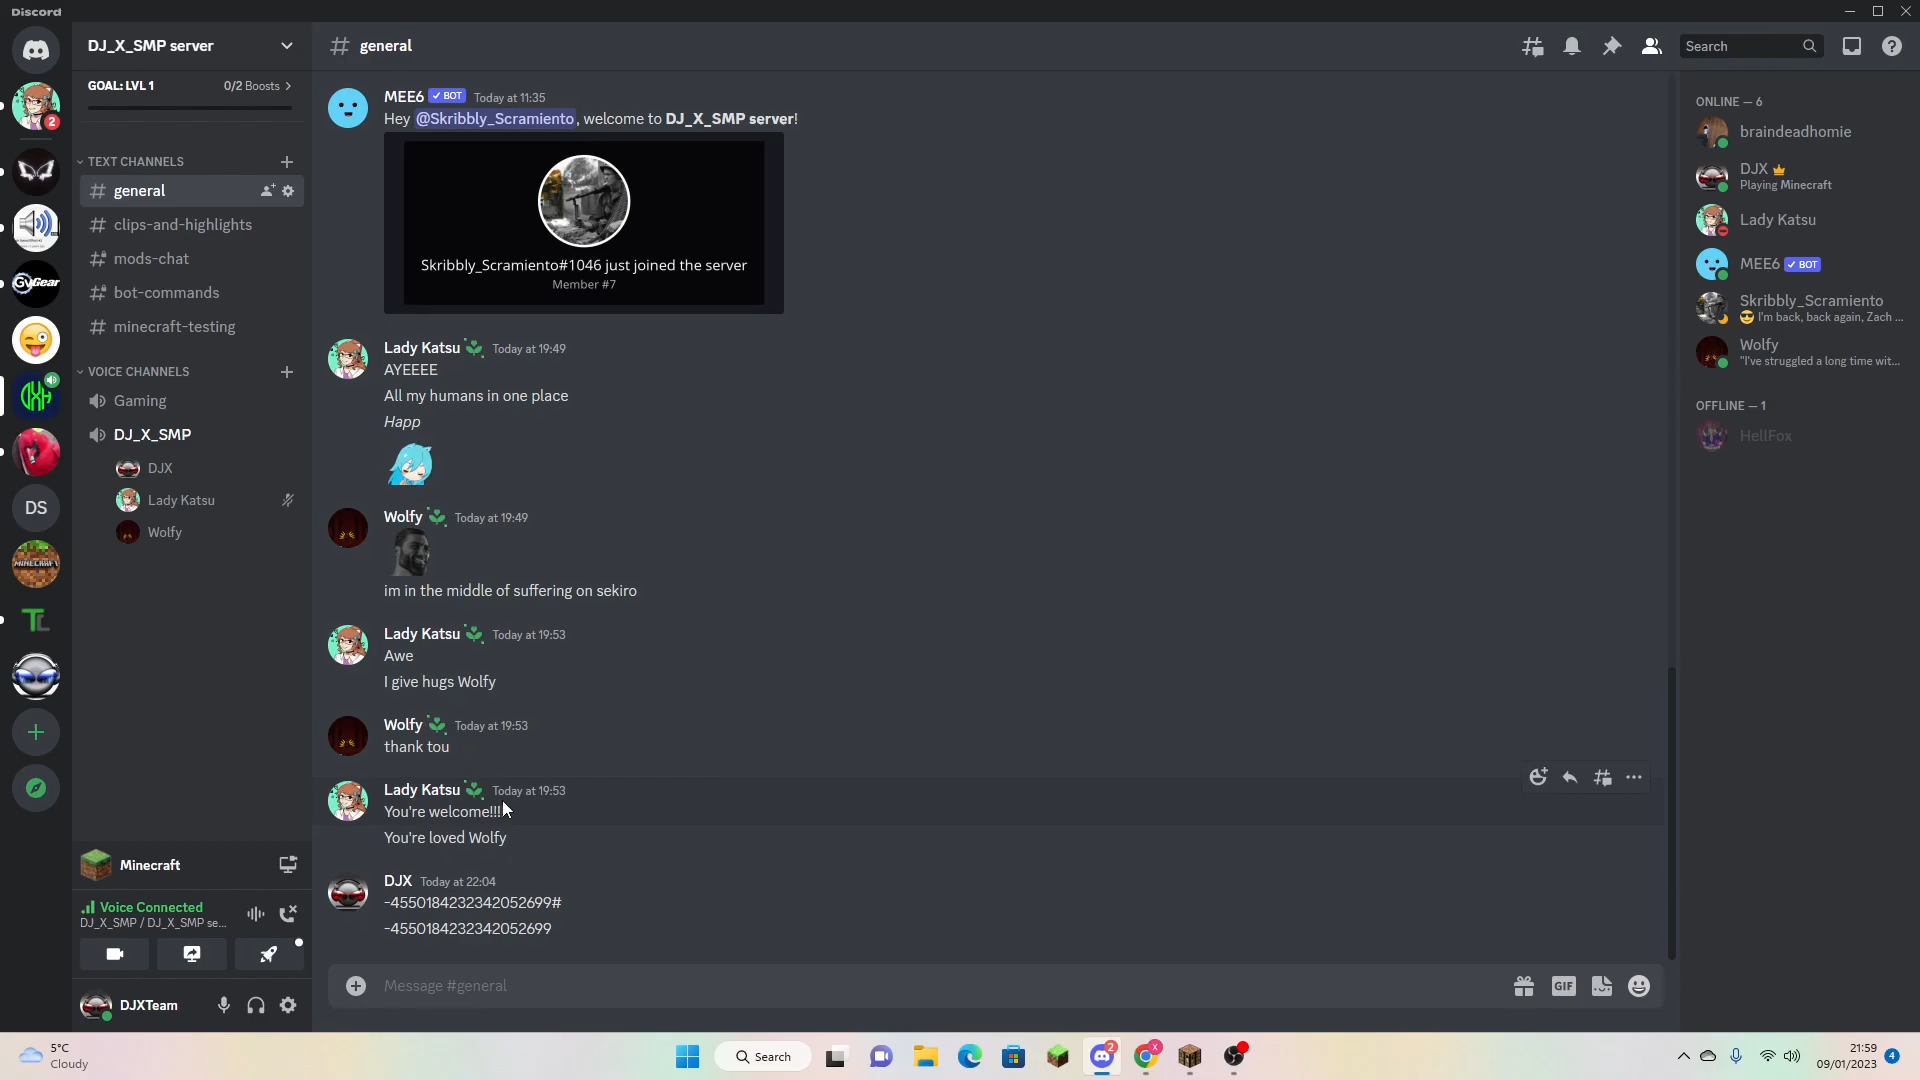 Discord
DJ_X_SMP server
GOAL: LVL 1
0/2 Boosts
TEXT CHANNELS
general
clips-and-highlights
mods-chat
bot-commands
minecraft-testing
VOICE CHANNELS
Gaming
DJ_X_SMP
DJX
Lady Katsu
Wolfy
2
GVGear
DS
MINECRAFT
TL
Minecraft
Voice Connected
DJ_X_SMP / DJ_X_SMP se...
DJXTeam
# general
Search
MEE6 ✓ BOT Today at 11:35
Hey @Skribbly_Scramiento, welcome to DJ_X_SMP server!
Skribbly_Scramiento#1046 just joined the server
Member #7
Lady Katsu Today at 19:49
AYEEEE
All my humans in one place
Happ
Wolfy Today at 19:49
im in the middle of suffering on sekiro
Lady Katsu Today at 19:53
Awe
I give hugs Wolfy
Wolfy Today at 19:53
thank tou
Lady Katsu Today at 19:53
You're welcome!!!
You're loved Wolfy
DJX Today at 22:04
-4550184232342052699#
-4550184232342052699
Message #general
GIF
ONLINE — 6
braindeadhomie
DJX
Playing Minecraft
Lady Katsu
MEE6 ✓ BOT
Skribbly_Scramiento
I'm back, back again, Zach ...
Wolfy
"I've struggled a long time wit...
OFFLINE — 1
HellFox
5°C
Cloudy
Search
2
X
21:59
09/01/2023
4